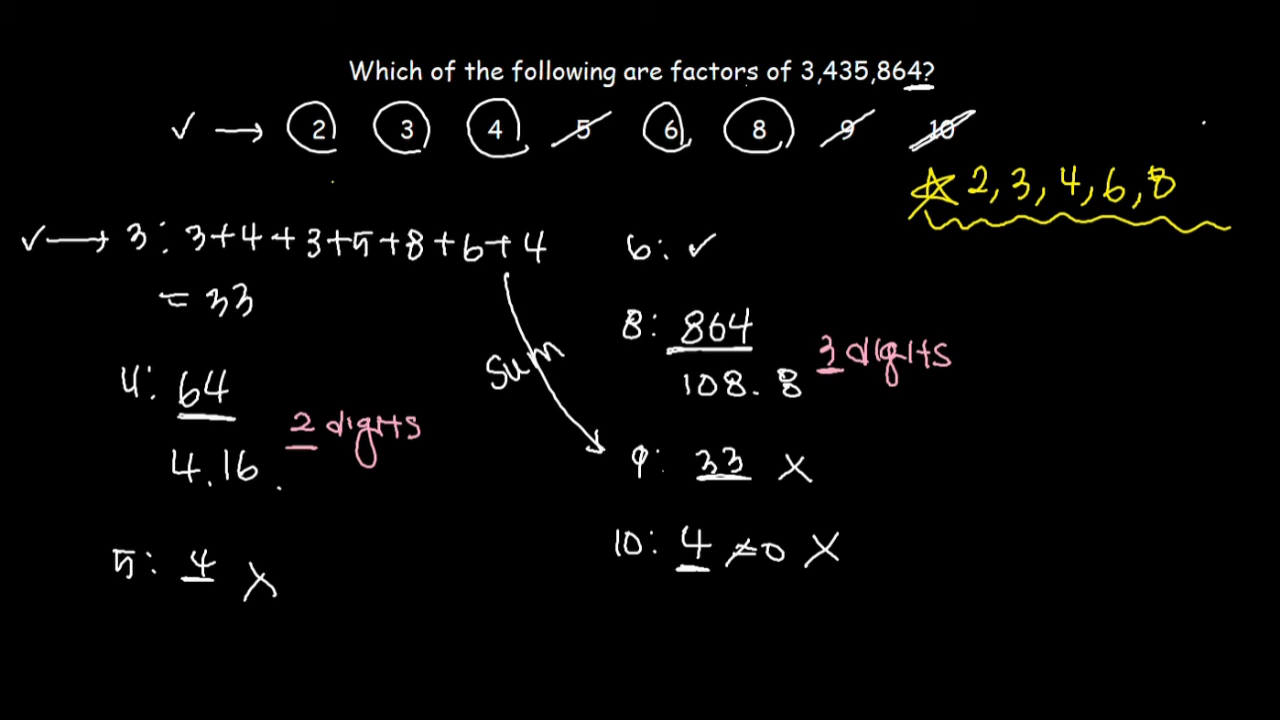 Which of the following are factors of 3,435,864?
✓ → 2 3 4 5 6 8 9 10
☆ 2, 3, 4, 6, 8
✓ → 3: 3+4+3+5+8+6+4
= 33
4: 64
2 digits
4.16
5: 4 X
Sum
6: ✓
8: 864
3 digits
108.8
9: 33 X
10: 4 ≠0 X